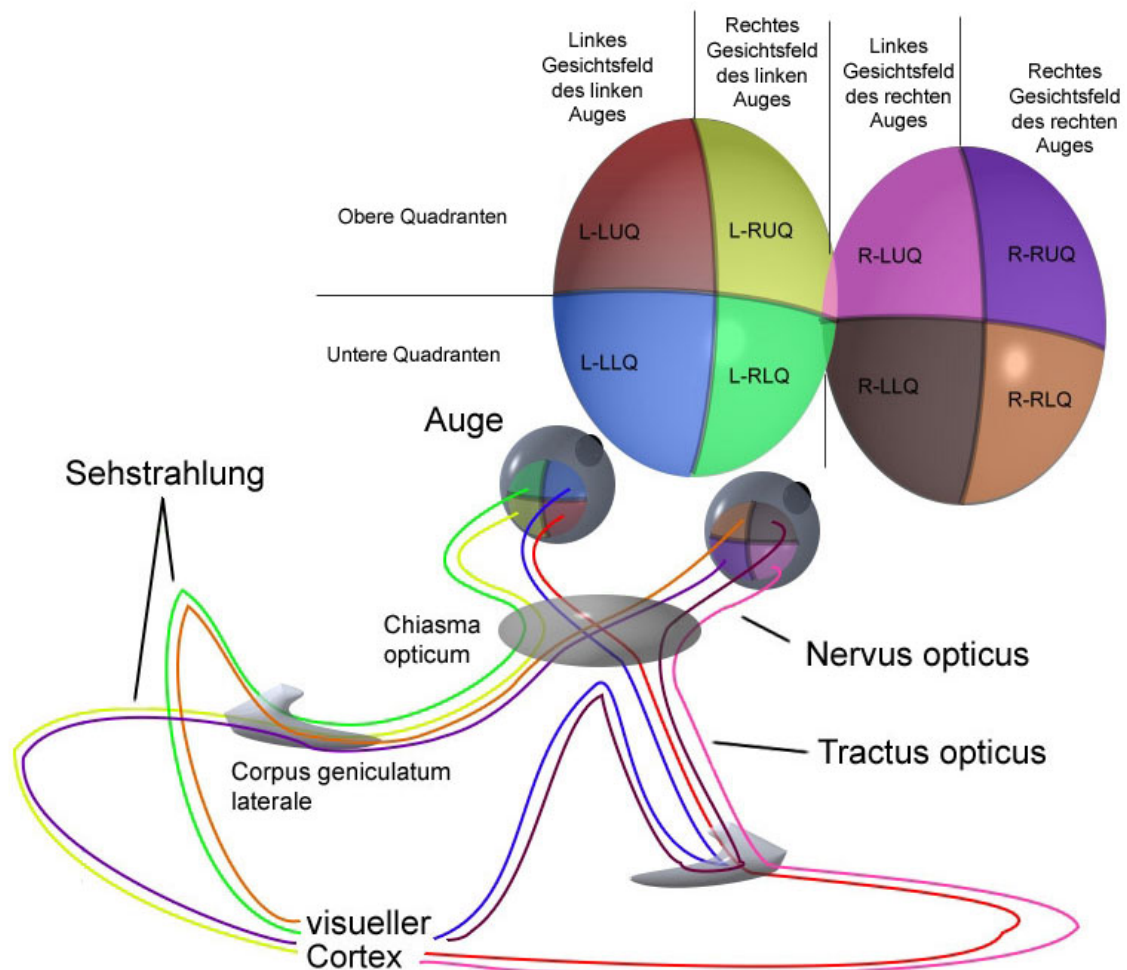 Linkes
Gesichtsfeld
des linken
Auges
Rechtes
Gesichtsfeld
des linken
Auges
Linkes
Gesichtsfeld
des rechten
Auges
Rechtes
Gesichtsfeld
des rechten
Auges
Obere Quadranten
L-LUQ
L-RUQ
R-LUQ
R-RUQ
Untere Quadranten
L-LLQ
L-RLQ
R-LLQ
R-RLQ
Auge
Sehstrahlung
Chiasma
opticum
Nervus opticus
Tractus opticus
Corpus geniculatum
laterale
visueller
Cortex